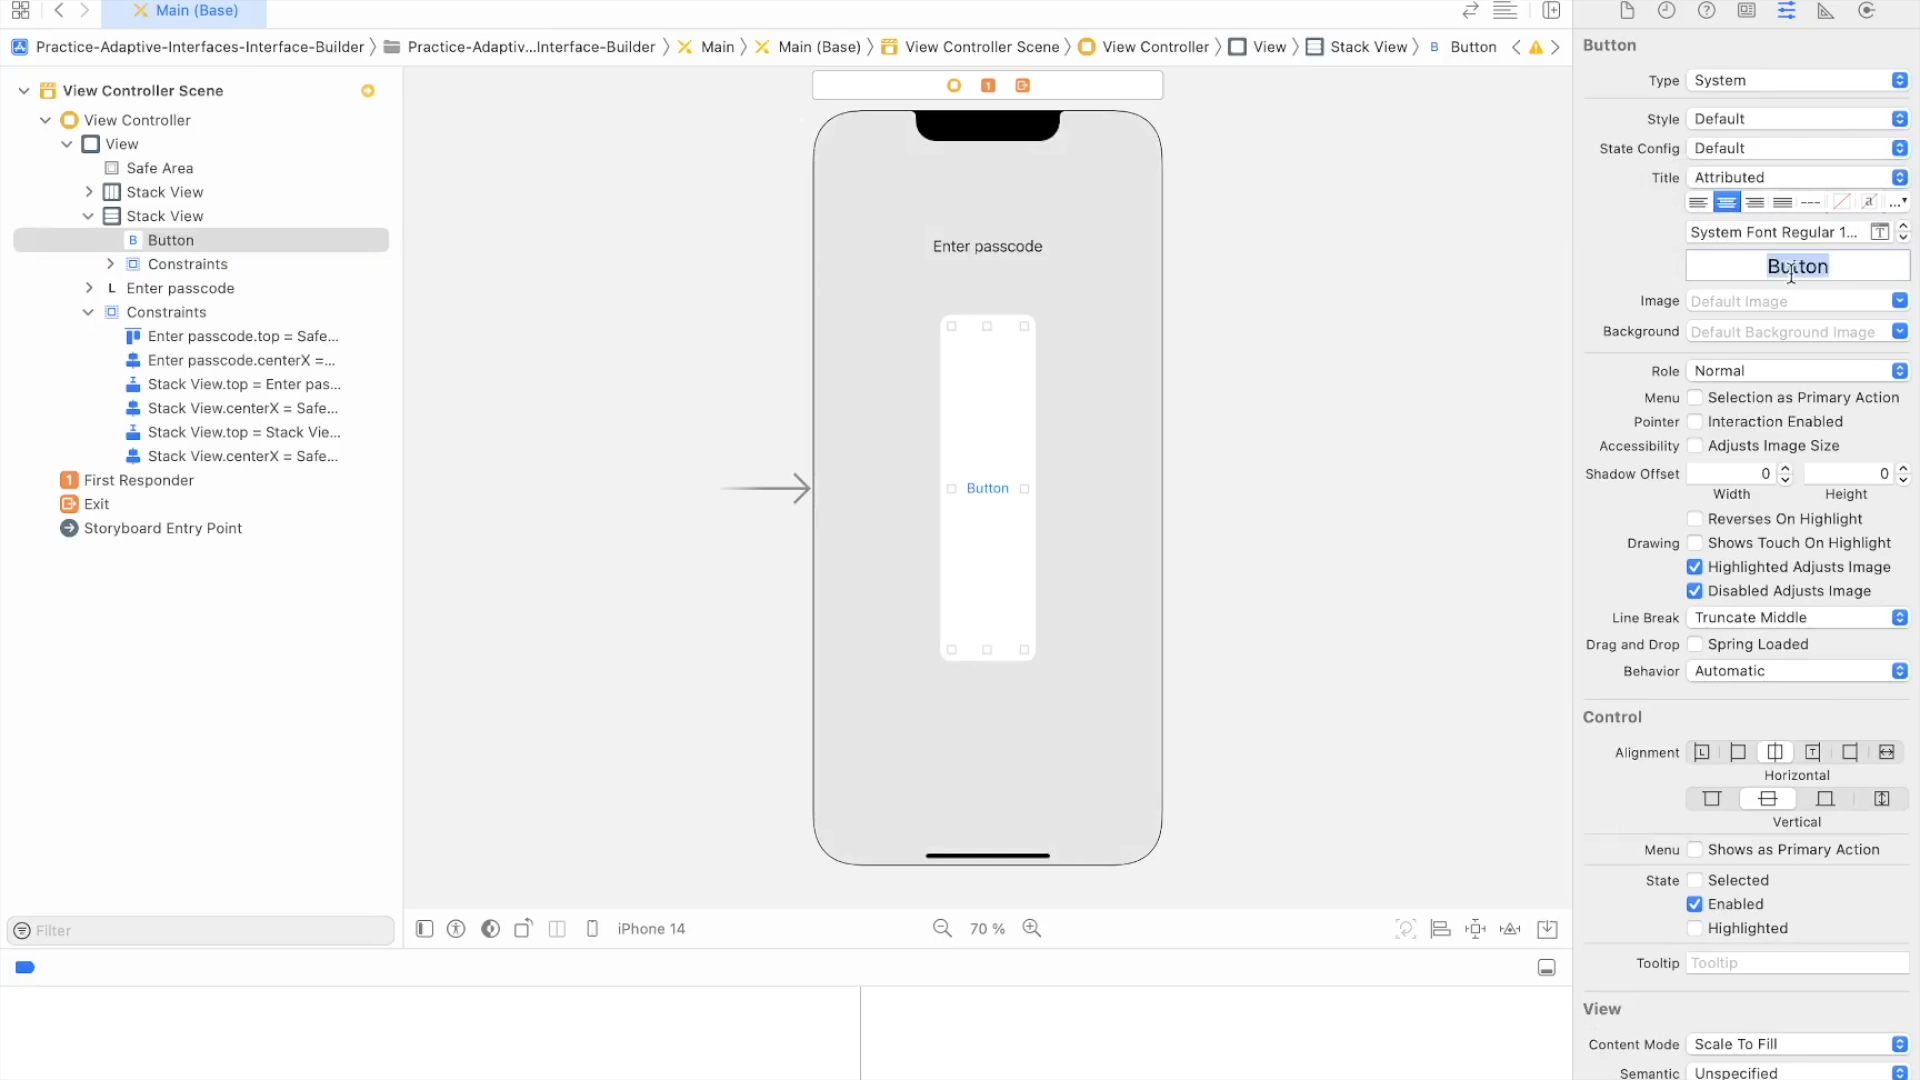 Main (Base)
Practice-Adaptive-Interfaces-Interface-Builder
Practice-Adaptiv...Interface-Builder
Main
Main (Base)
View Controller Scene
View Controller
View
Stack View
B Button
View Controller Scene
View Controller
View
Safe Area
Stack View
Stack View
B Button
Constraints
L Enter passcode
Constraints
Enter passcode.top = Safe...
Enter passcode.centerX =...
Stack View.top = Enter pas...
Stack View.centerX = Safe...
Stack View.top = Stack Vie...
Stack View.centerX = Safe...
1 First Responder
Exit
Storyboard Entry Point
Filter
1
Enter passcode
Button
iPhone 14
70 %
Button
Type System
Style Default
State Config Default
Title Attributed
a ...
System Font Regular 1... T
Button
Image Default Image
Background Default Background Image
Role Normal
Menu Selection as Primary Action
Pointer Interaction Enabled
Accessibility Adjusts Image Size
Shadow Offset 0 0
Width Height
Reverses On Highlight
Drawing Shows Touch On Highlight
Highlighted Adjusts Image
Disabled Adjusts Image
Line Break Truncate Middle
Drag and Drop Spring Loaded
Behavior Automatic
Control
Alignment L T
Horizontal
Vertical
Menu Shows as Primary Action
State Selected
Enabled
Highlighted
Tooltip Tooltip
View
Content Mode Scale To Fill
Semantic Unspecified